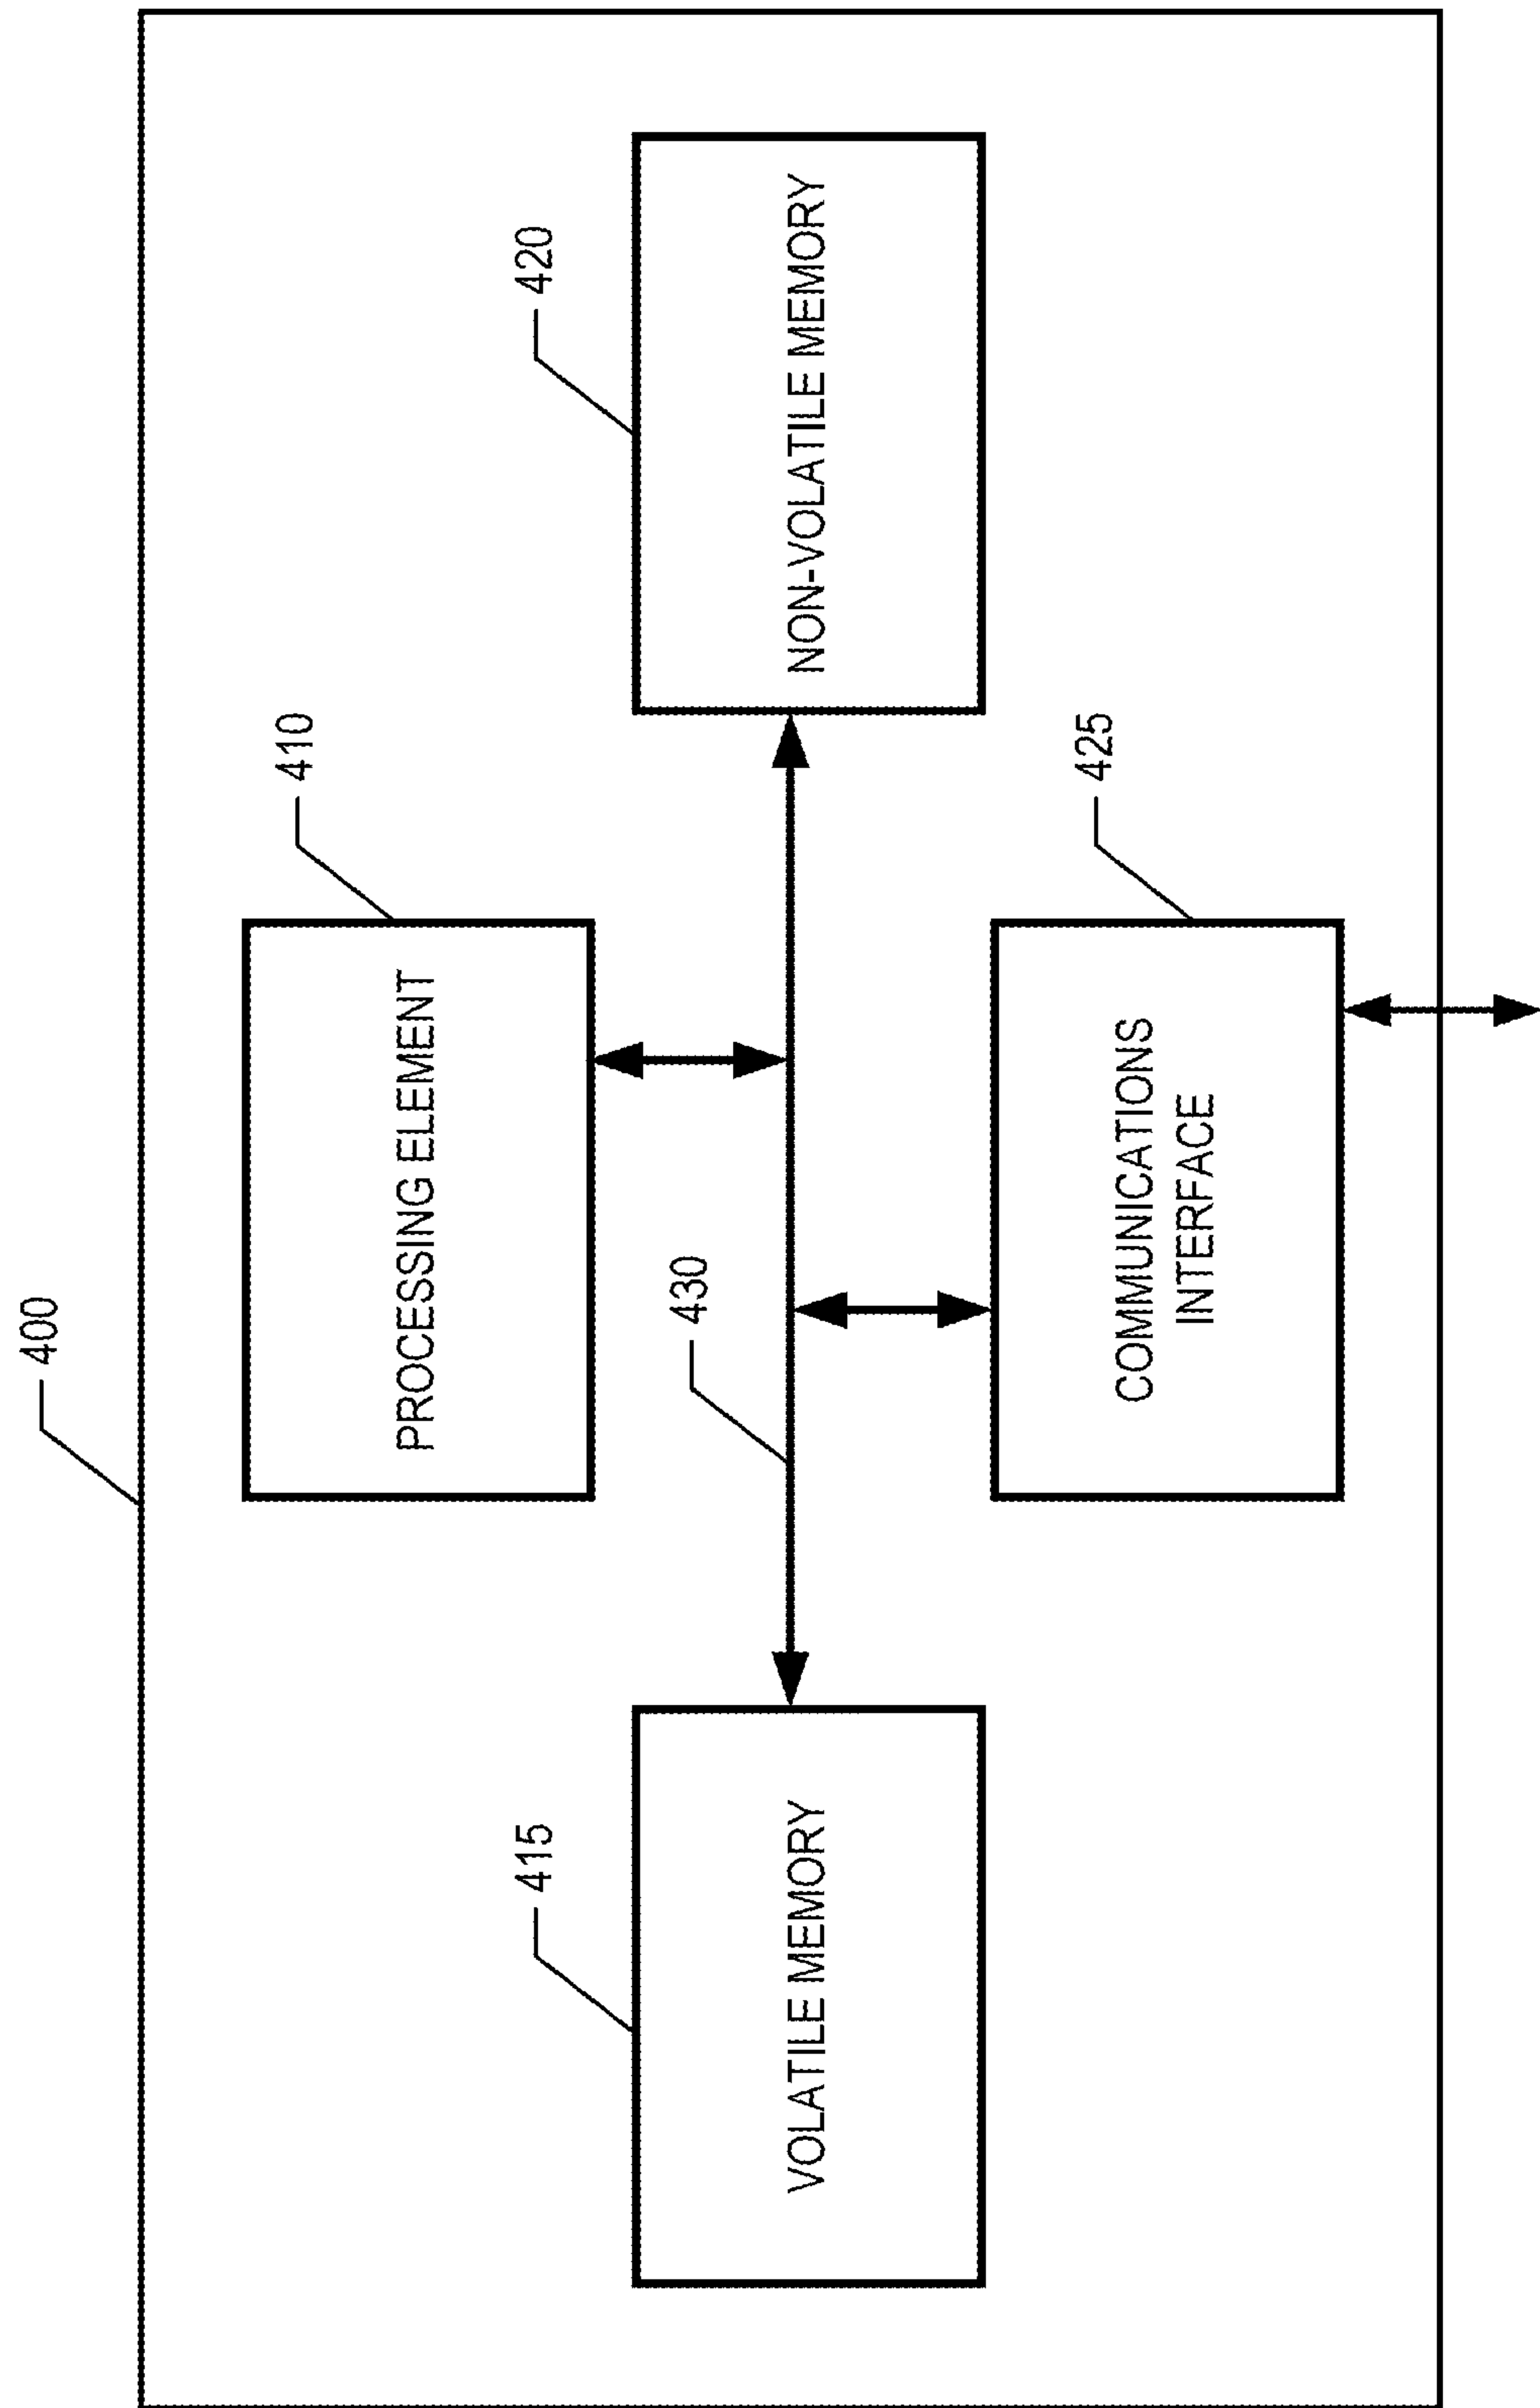 400
410
PROCESSING ELEMENT
415
430
420
VOLATILE MEMORY
NON-VOLATILE MEMORY
425
COMMUNICATIONS
INTERFACE